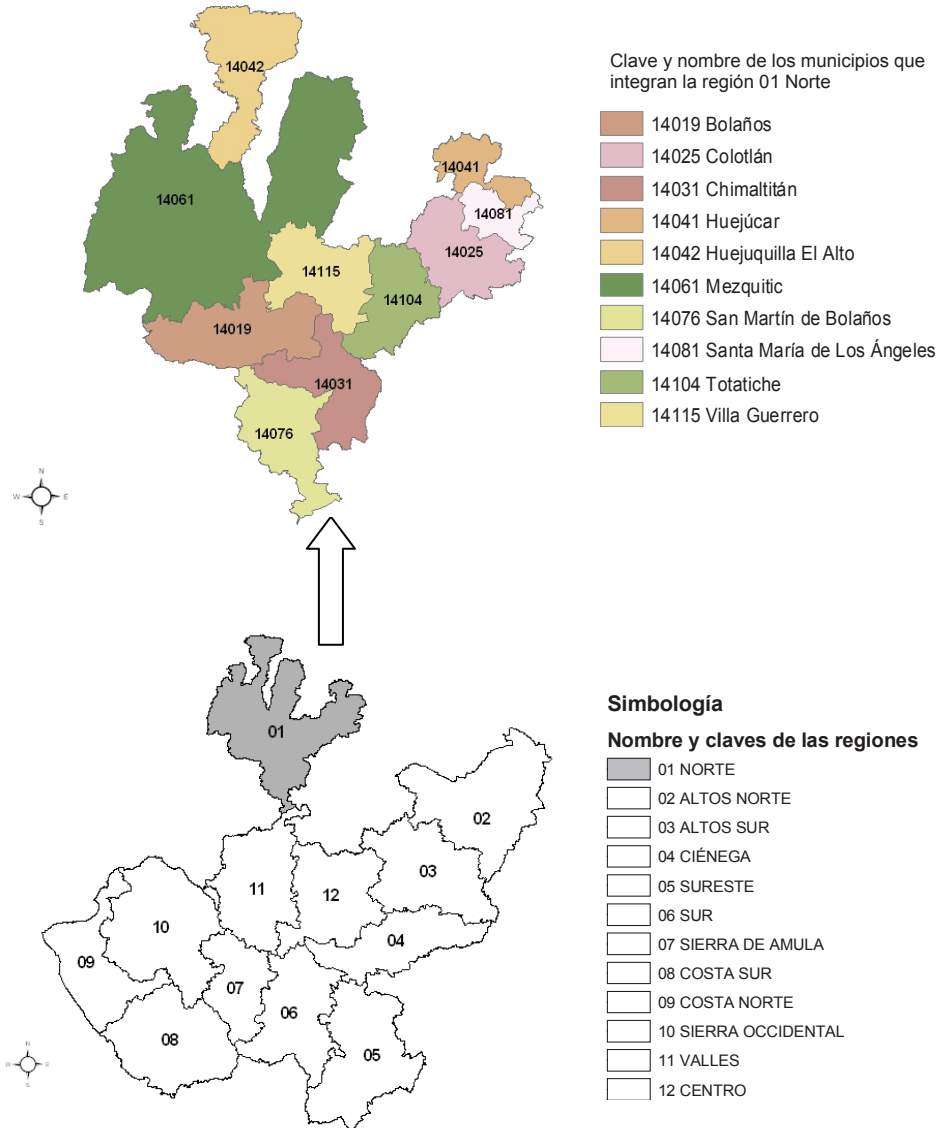 14042
14061
14041
14081
14025
14115
14104
14019
14031
14076
Clave y nombre de los municipios que
integran la región 01 Norte
14019 Bolaños
14025 Colotlán
14031 Chimaltitán
14041 Huejúcar
14042 Huejuquilla El Alto
14061 Mezquitic
14076 San Martín de Bolaños
14081 Santa María de Los Ángeles
14104 Totatiche
14115 Villa Guerrero
N
W E
S
01
02
03
11
12
10
04
09
07
06
08
05
N
W E
S
Simbología
Nombre y claves de las regiones
01 NORTE
02 ALTOS NORTE
03 ALTOS SUR
04 CIÉNEGA
05 SURESTE
06 SUR
07 SIERRA DE AMULA
08 COSTA SUR
09 COSTA NORTE
10 SIERRA OCCIDENTAL
11 VALLES
12 CENTRO